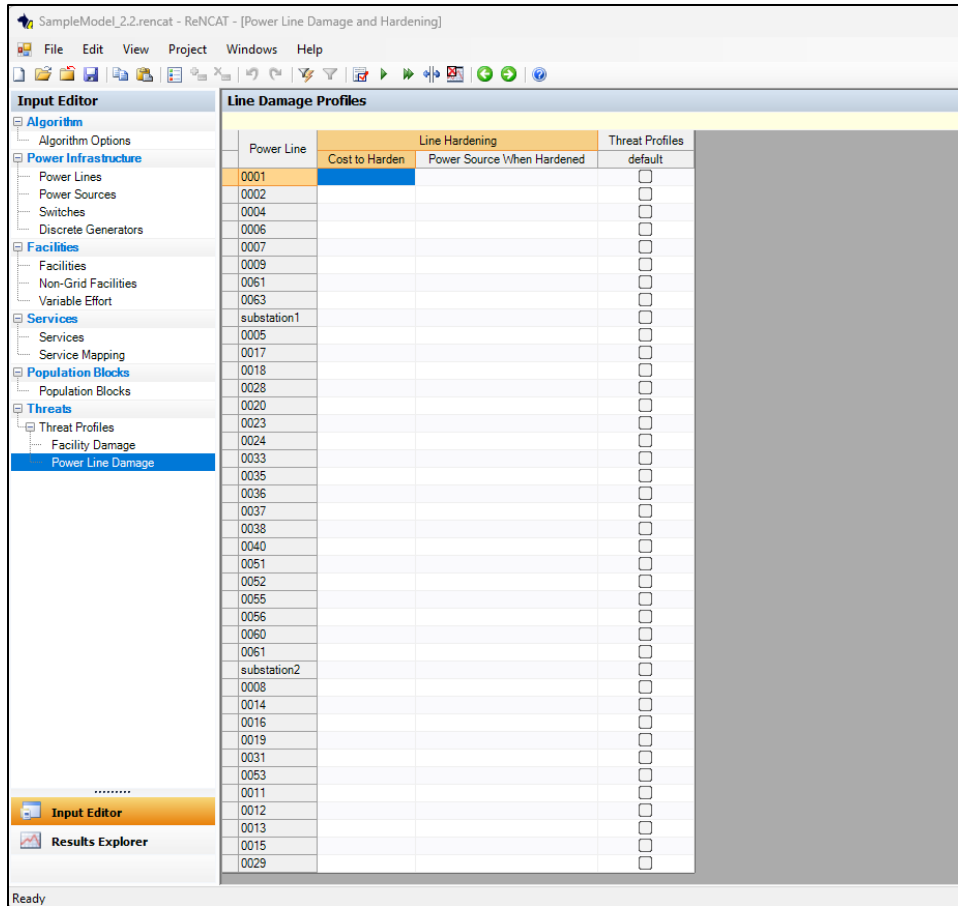 SampleModel_2.2.rencat - ReNCAT - [Power Line Damage and Hardening]
File Edit View Project Windows Help
Input Editor
Algorithm
Algorithm Options
Power Infrastructure
Power Lines
Power Sources
Switches
Discrete Generators
Facilities
Facilities
Non-Grid Facilities
Variable Effort
Services
Services
Service Mapping
Population Blocks
Population Blocks
Threats
Threat Profiles
Facility Damage
Power Line Damage
Input Editor
Results Explorer
Line Damage Profiles
Power Line Line Hardening Threat Profiles
Cost to Harden Power Source When Hardened default
0001
0002
0004
0006
0007
0009
0061
0063
substation1
0005
0017
0018
0028
0020
0023
0024
0033
0035
0036
0037
0038
0040
0051
0052
0055
0056
0060
0061
substation2
0008
0014
0016
0019
0031
0053
0011
0012
0013
0015
0029
Ready